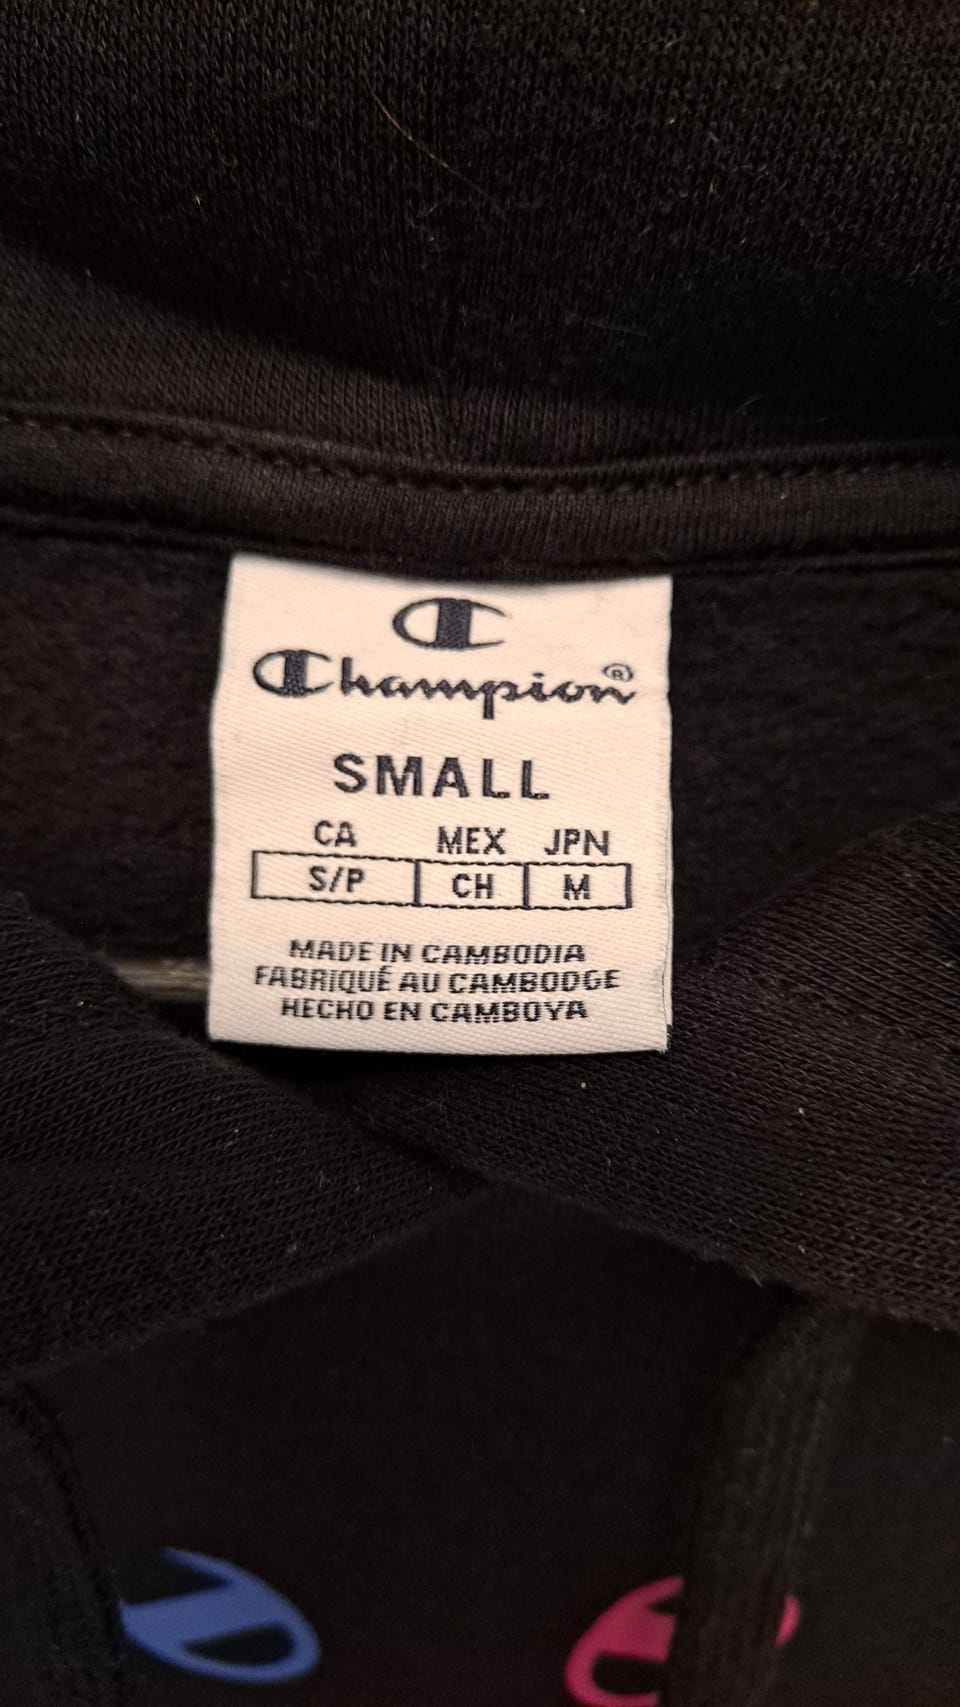 Champion®
SMALL
CA MEX JPN
S/P CH M
MADE IN CAMBODIA
FABRIQUÉ AU CAMBODGE
HECHO EN CAMBOYA